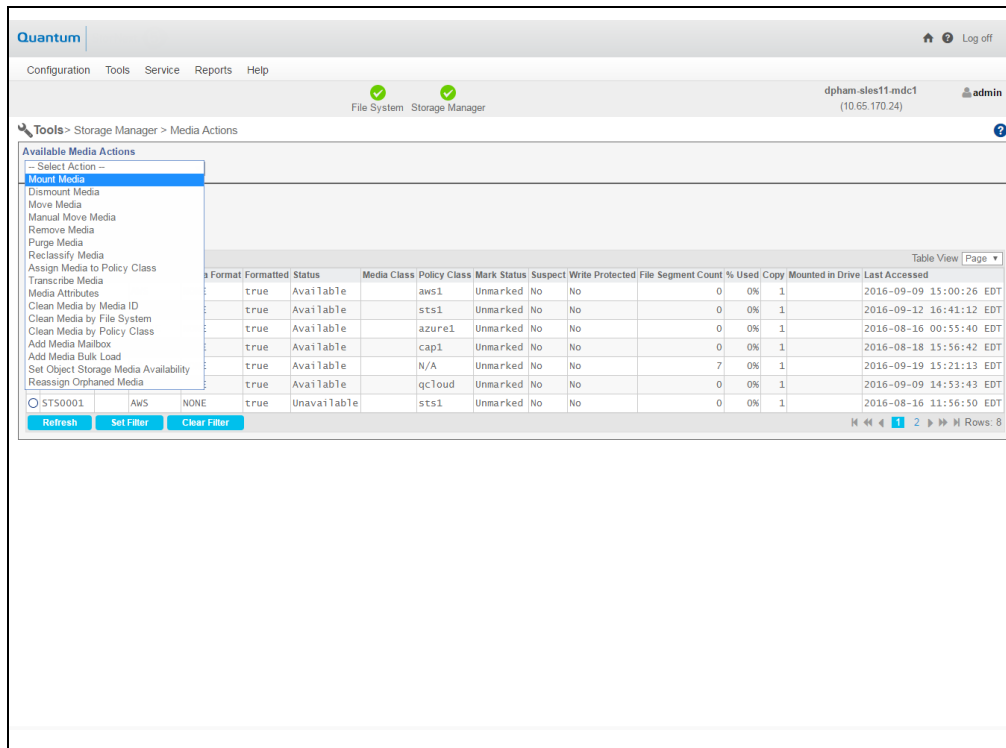 Quantum
Log off
Configuration Tools Service Reports Help
File System Storage Manager
dpham-sles11-mdc1
(10.65.170.24)
admin
Tools > Storage Manager > Media Actions
Available Media Actions
-- Select Action --
Mount Media
Dismount Media
Move Media
Manual Move Media
Remove Media
Purge Media
Reclassify Media
Assign Media to Policy Class
Transcribe Media
Media Attributes
Clean Media by Media ID
Clean Media by File System
Clean Media by Policy Class
Add Media Mailbox
Add Media Bulk Load
Set Object Storage Media Availability
Reassign Orphaned Media
Table View Page
Format Formatted Status Media Class Policy Class Mark Status Suspect Write Protected File Segment Count % Used Copy Mounted in Drive Last Accessed
true Available aws1 Unmarked No No 0 0% 1 2016-09-09 15:00:26 EDT
true Available sts1 Unmarked No No 0 0% 1 2016-09-12 16:41:12 EDT
true Available azure1 Unmarked No No 0 0% 1 2016-08-16 00:55:40 EDT
true Available cap1 Unmarked No No 0 0% 1 2016-08-18 15:56:42 EDT
true Available N/A Unmarked No No 7 0% 1 2016-09-19 15:21:13 EDT
true Available qcloud Unmarked No No 0 0% 1 2016-09-09 14:53:43 EDT
STS0001 AWS NONE true Unavailable sts1 Unmarked No No 0 0% 1 2016-08-16 11:56:50 EDT
Refresh Set Filter Clear Filter
1 2 Rows: 8